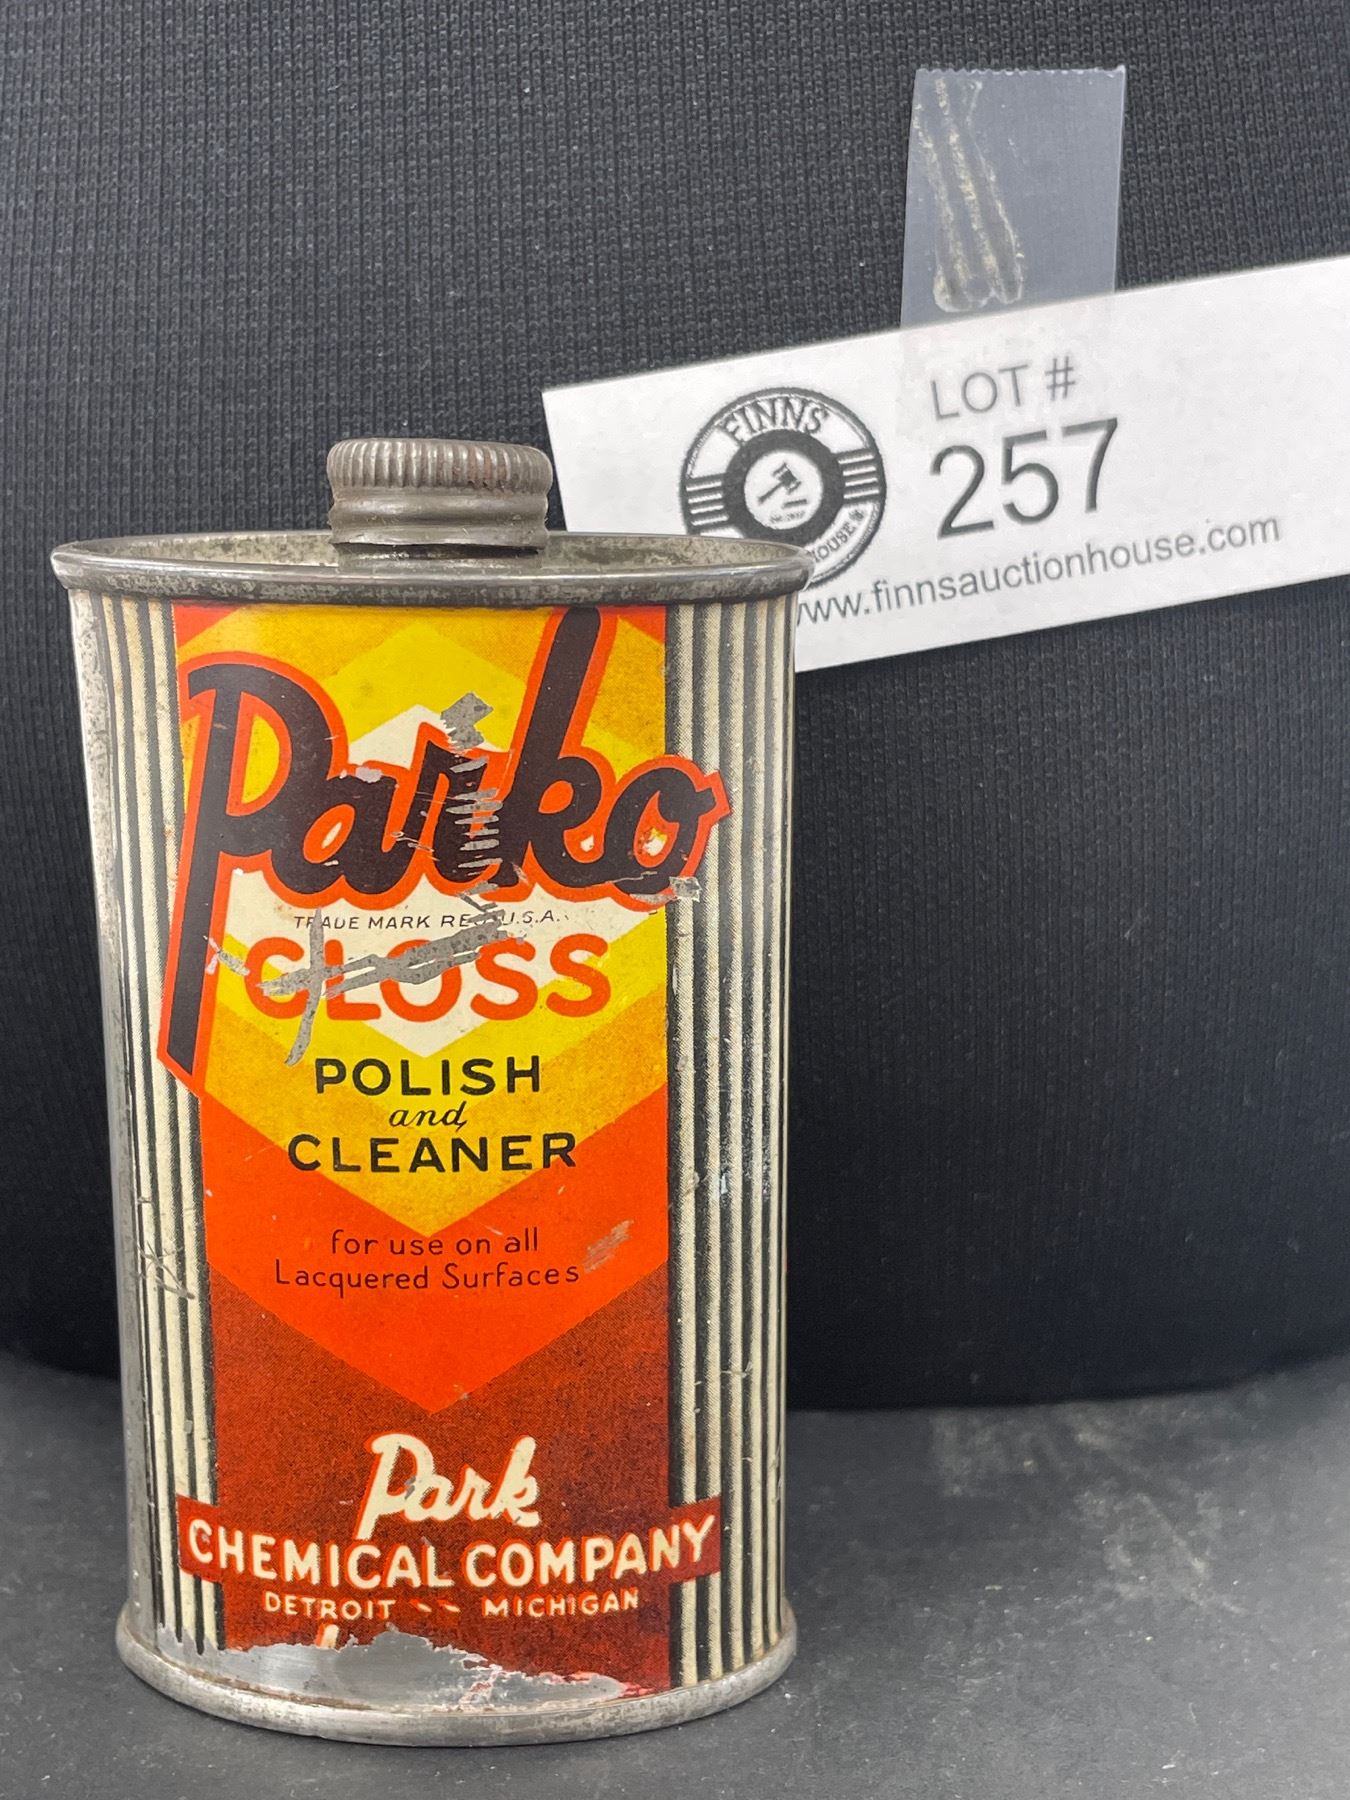 FINNS
HOUSE &
LOT #
257
www.finnsauctionhouse.com
Parko
TRADE MARK REG. U.S.A.
GLOSS
POLISH
and
CLEANER
for use on all
Lacquered Surfaces
Park
CHEMICAL COMPANY
DETROIT -- MICHIGAN